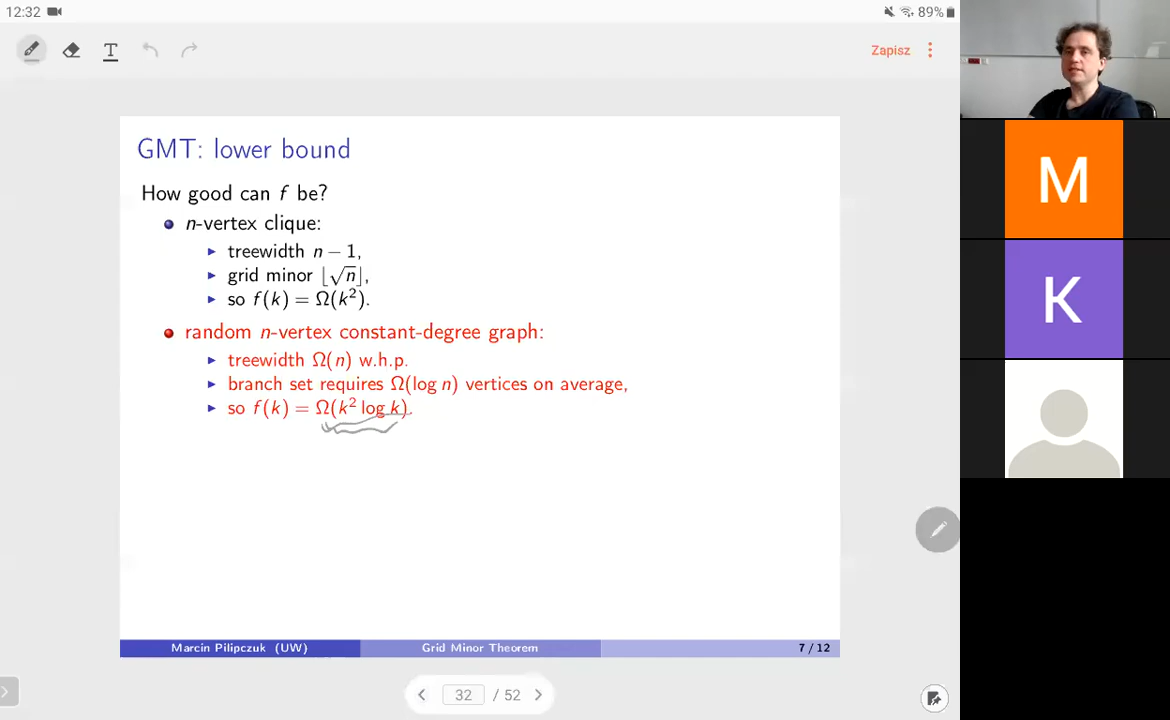 12:32
89%
T
Zapisz
GMT: lower bound
How good can f be?
n-vertex clique:
treewidth n − 1,
grid minor ⌊√n⌋,
so f(k) = Ω(k²).
random n-vertex constant-degree graph:
treewidth Ω(n) w.h.p.
branch set requires Ω(log n) vertices on average,
so f(k) = Ω(k² log k).
Marcin Pilipczuk (UW)
Grid Minor Theorem
7 / 12
32 / 52
M
K